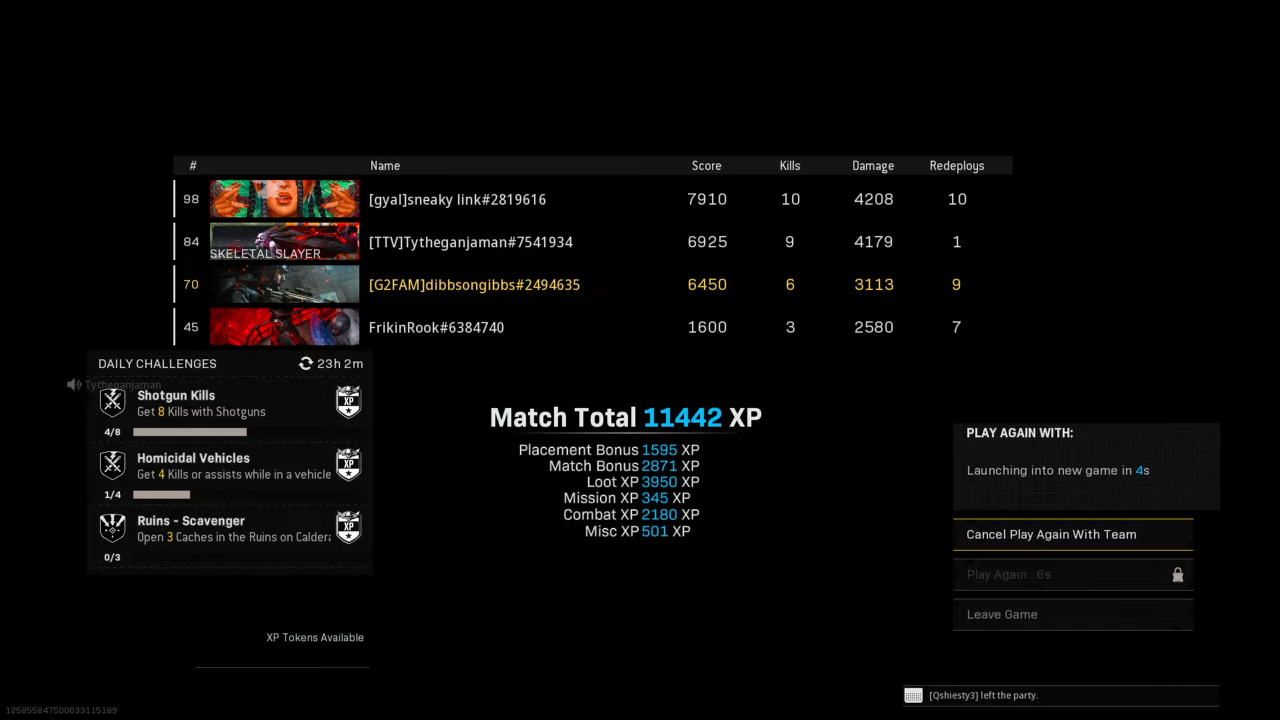 # Name Score Kills Damage Redeploys
98 [gyal]sneaky link#2819616 7910 10 4208 10
84 SKELETAL SLAYER [TTV]Tytheganjaman#7541934 6925 9 4179 1
70 [G2FAM]dibbsongibbs#2494635 6450 6 3113 9
45 FrikinRook#6384740 1600 3 2580 7
DAILY CHALLENGES 23h 2m
Tytheganjaman
Shotgun Kills
Get 8 Kills with Shotguns
XP
4/8
Homicidal Vehicles
Get 4 Kills or assists while in a vehicle
XP
1/4
Ruins - Scavenger
Open 3 Caches in the Ruins on Caldera
XP
0/3
XP Tokens Available
Match Total 11442 XP
Placement Bonus 1595 XP
Match Bonus 2871 XP
Loot XP 3950 XP
Mission XP 345 XP
Combat XP 2180 XP
Misc XP 501 XP
PLAY AGAIN WITH:
Launching into new game in 4s
Cancel Play Again With Team
Play Again : 6s
Leave Game
[Qshiesty3] left the party.
12585584750063311518​9